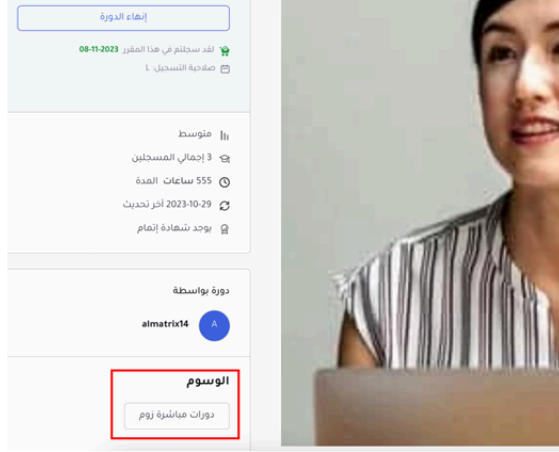 إنهاء الدورة
لقد سجلتم في هذا المقرر 08-11-2023
صلاحية التسجيل: L
متوسط
3 إجمالي المسجلين
555 ساعات المدة
2023-10-29 آخر تحديث
يوجد شهادة إتمام
دورة بواسطة
A almatrix14
الوسوم
دورات مباشرة زوم